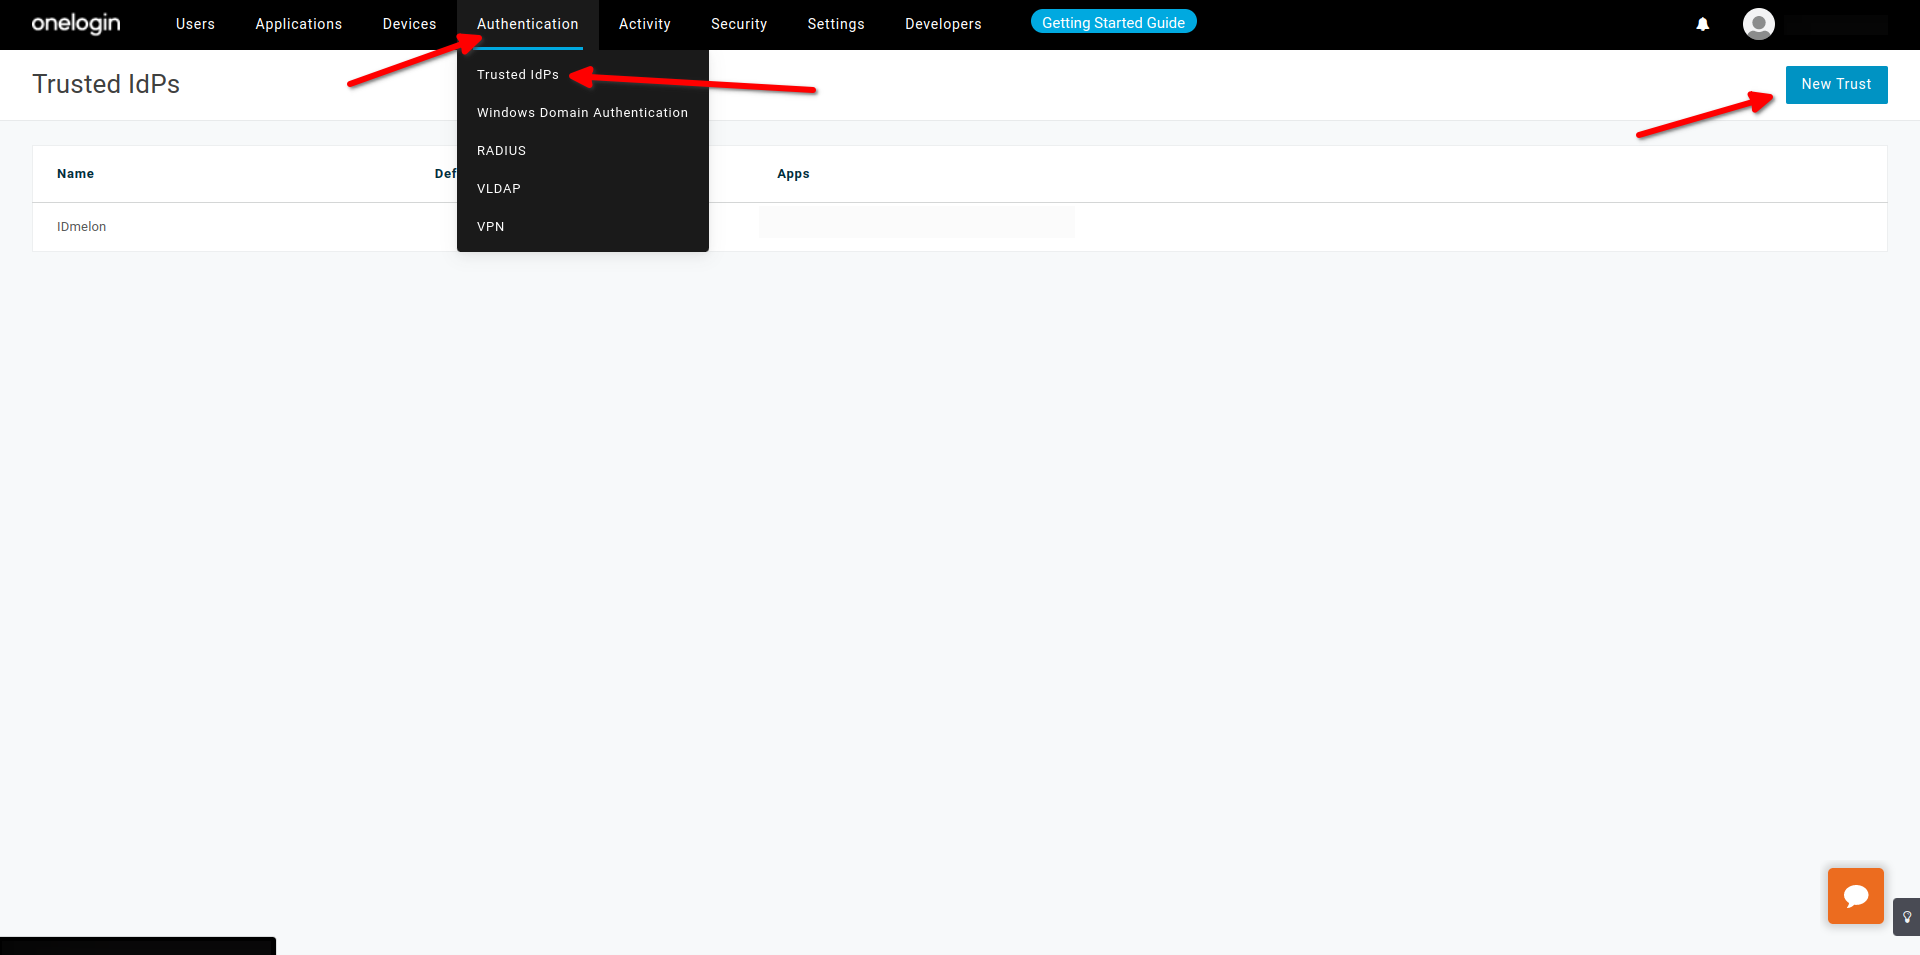 onelogin Users Applications Devices Authentication Activity Security Settings Developers Getting Started Guide
Trusted IdPs
New Trust
Trusted IdPs
Windows Domain Authentication
RADIUS
VLDAP
VPN
Name Def Apps
IDmelon